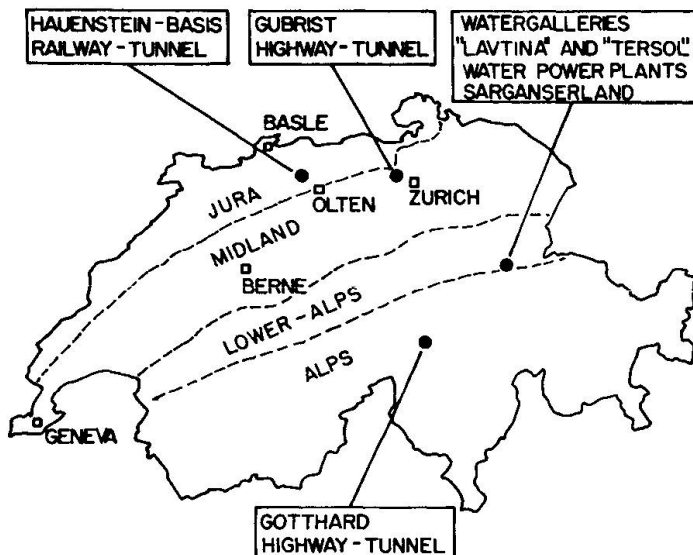 HAUENSTEIN-BASIS
RAILWAY-TUNNEL
GUBRIST
HIGHWAY-TUNNEL
WATERGALLERIES
"LAVTINA" AND "TERSOL"
WATER POWER PLANTS
SARGANSERLAND
BASLE
JURA
OLTEN
ZURICH
MIDLAND
BERNE
LOWER-ALPS
ALPS
GENEVA
GOTTHARD
HIGHWAY-TUNNEL